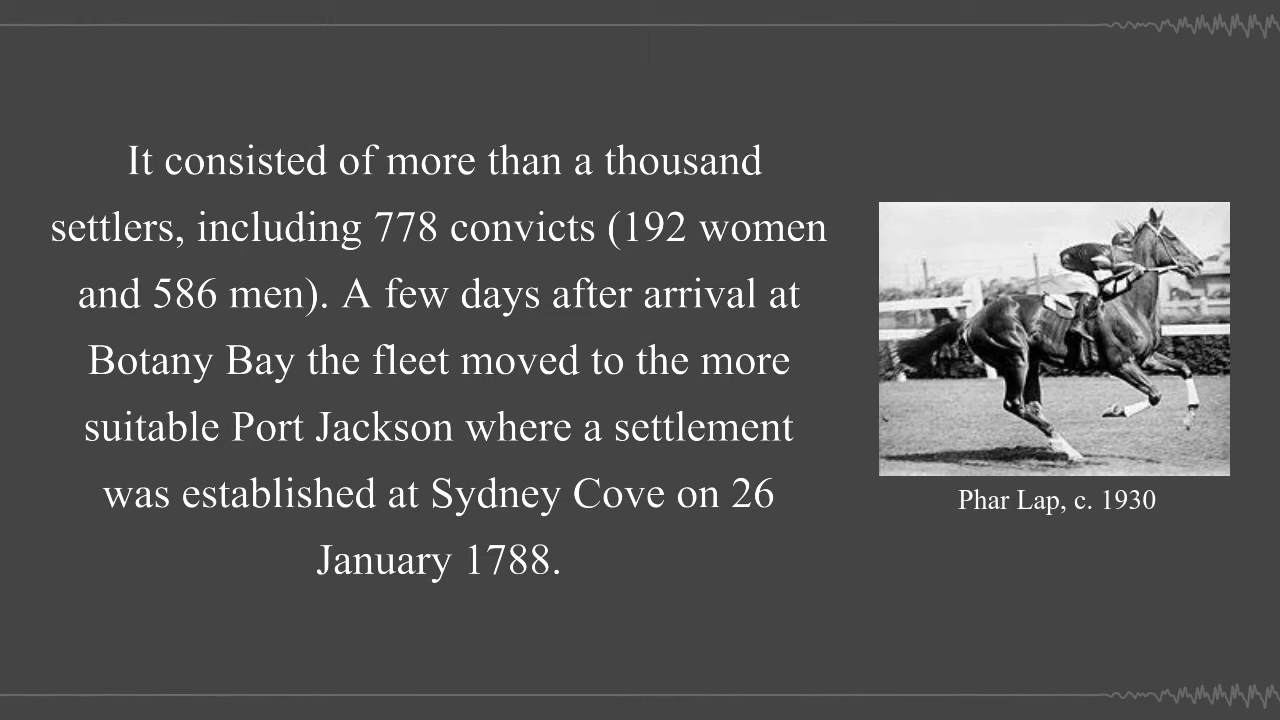 It consisted of more than a thousand
settlers, including 778 convicts (192 women
and 586 men). A few days after arrival at
Botany Bay the fleet moved to the more
suitable Port Jackson where a settlement
was established at Sydney Cove on 26
January 1788.
Phar Lap, c. 1930